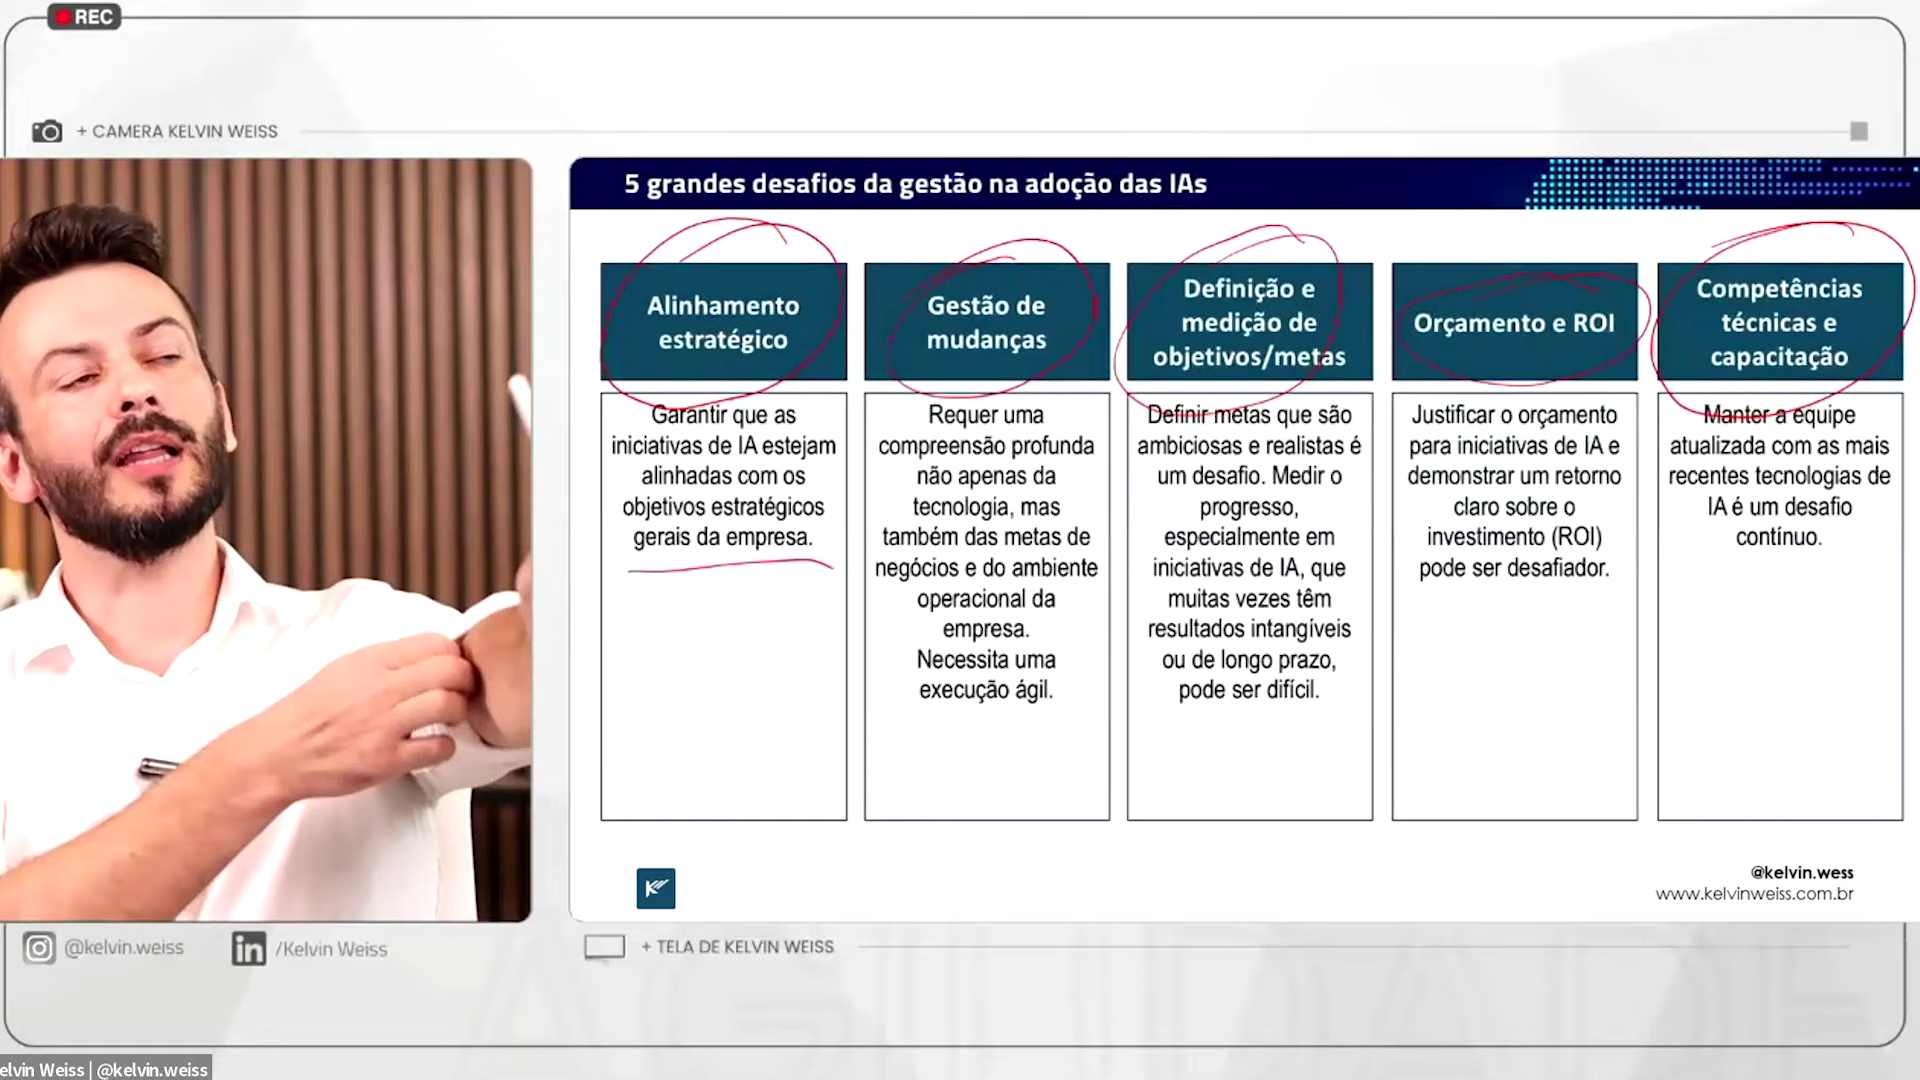 REC
+ CAMERA KELVIN WEISS
5 grandes desafios da gestão na adoção das IAs
Alinhamento
estratégico
Garantir que as
iniciativas de IA estejam
alinhadas com os
objetivos estratégicos
gerais da empresa.
Gestão de
mudanças
Requer uma
compreensão profunda
não apenas da
tecnologia, mas
também das metas de
negócios e do ambiente
operacional da
empresa.
Necessita uma
execução ágil.
Definição e
medição de
objetivos/metas
Definir metas que são
ambiciosas e realistas é
um desafio. Medir o
progresso,
especialmente em
iniciativas de IA, que
muitas vezes têm
resultados intangíveis
ou de longo prazo,
pode ser difícil.
Orçamento e ROI
Justificar o orçamento
para iniciativas de IA e
demonstrar um retorno
claro sobre o
investimento (ROI)
pode ser desafiador.
Competências
técnicas e
capacitação
Manter a equipe
atualizada com as mais
recentes tecnologias de
IA é um desafio
contínuo.
@kelvin.wess
www.kelvinweiss.com.br
@kelvin.weiss
in /Kelvin Weiss
+ TELA DE KELVIN WEISS
elvin Weiss | @kelvin.weiss